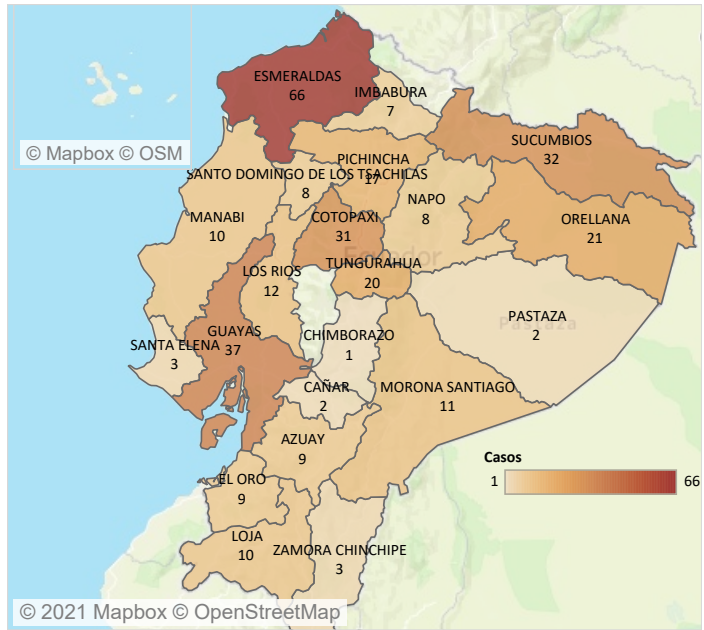 ESMERALDAS
66
IMBABURA
7
© Mapbox © OSM
SUCUMBIOS
32
PICHINCHA
17
SANTO DOMINGO DE LOS TSACHILAS
8
NAPO
8
MANABI
10
COTOPAXI
31
ORELLANA
21
Ecuador
TUNGURAHUA
20
LOS RIOS
12
PASTAZA
2
Pastaza
GUAYAS
37
SANTA ELENA
3
CHIMBORAZO
1
CAÑAR
2
MORONA SANTIAGO
11
AZUAY
9
Casos
1 66
EL ORO
9
LOJA
10
ZAMORA CHINCHIPE
3
© 2021 Mapbox © OpenStreetMap